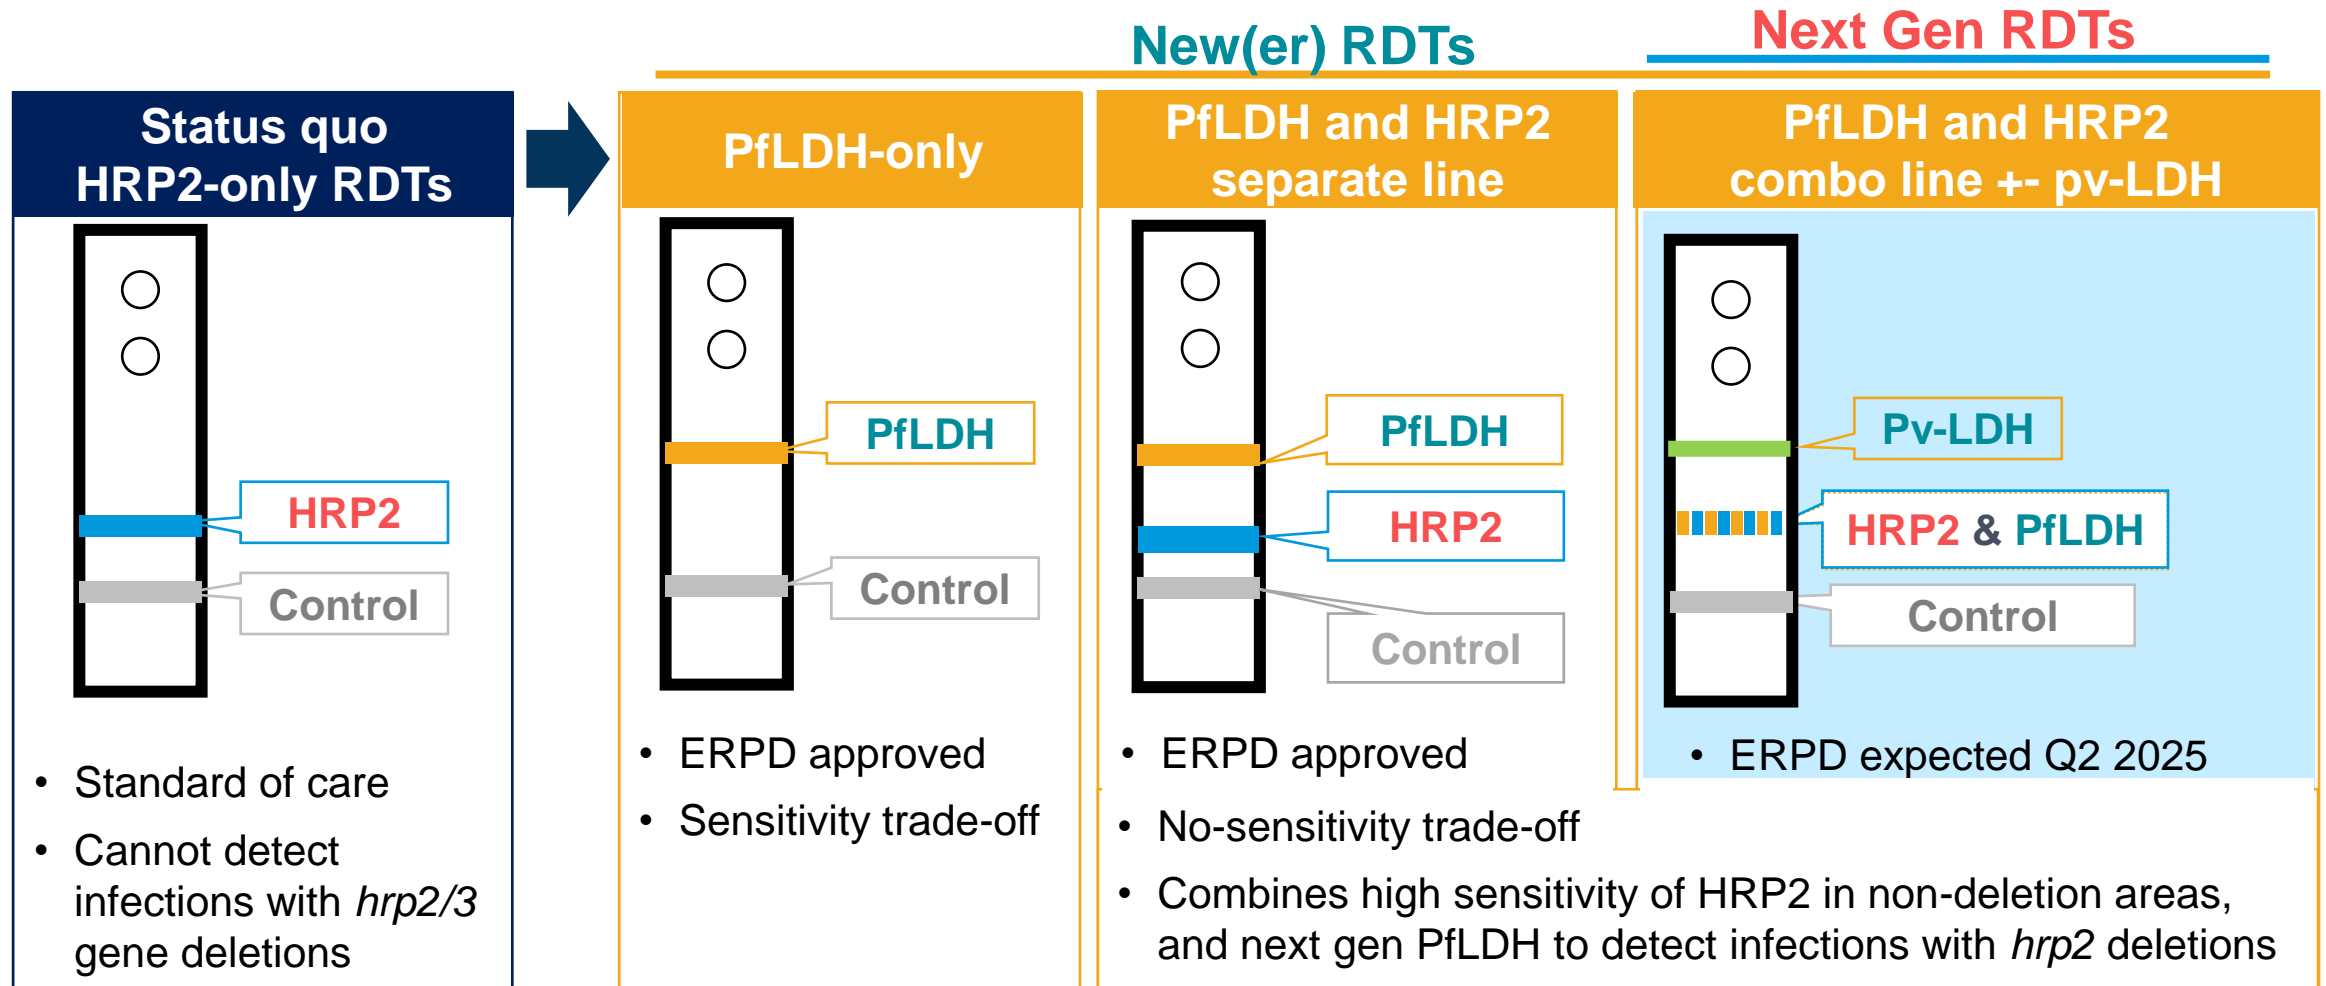 New(er) RDTs
Next Gen RDTs
Status quo
HRP2-only RDTs
PfLDH-only
PfLDH and HRP2
separate line
PfLDH and HRP2
combo line +- pv-LDH
HRP2
Control
• Standard of care
• Cannot detect
infections with hrp2/3
gene deletions
PfLDH
Control
• ERPD approved
• Sensitivity trade-off
PfLDH
HRP2
Control
• ERPD approved
Pv-LDH
HRP2 & PfLDH
Control
• ERPD expected Q2 2025
• No-sensitivity trade-off
• Combines high sensitivity of HRP2 in non-deletion areas,
and next gen PfLDH to detect infections with hrp2 deletions